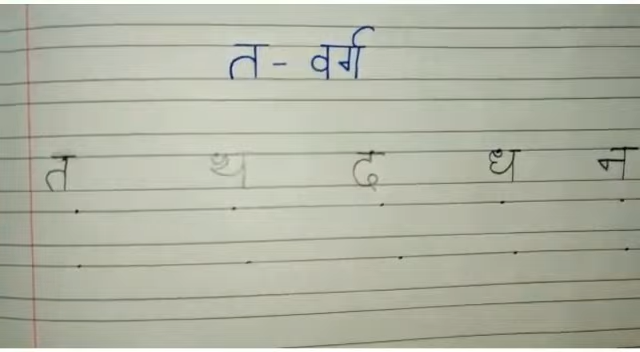 त - वर्ग
त थ द ध न